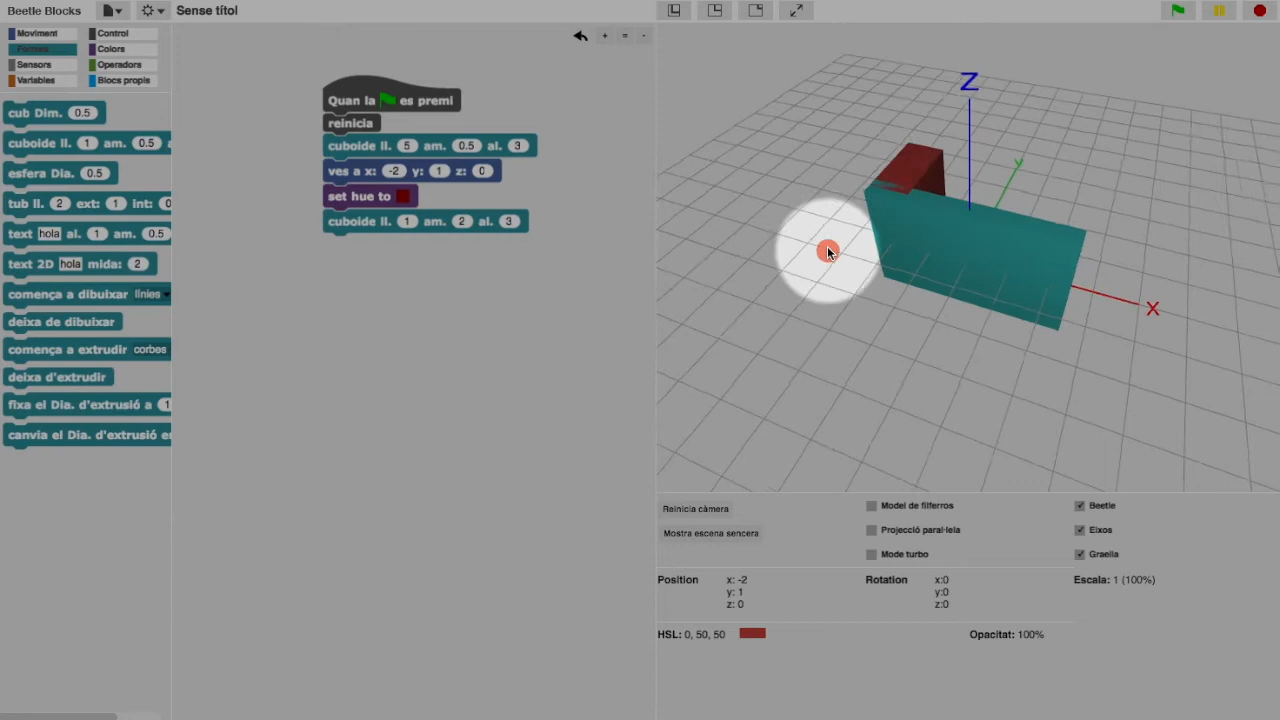 Beetle Blocks
Sense títol
Moviment
Control
Formes
Colors
Sensors
Operadors
Variables
Blocs propis
cub Dim. 0.5
cuboide ll. 1 am. 0.5
esfera Dia. 0.5
tub ll. 2 ext: 1 int: 0
text hola al. 1 am. 0.5
text 2D hola mida: 2
comença a dibuixar línies
deixa de dibuixar
comença a extrudir corbes
deixa d'extrudir
fixa el Dia. d'extrusió a 1
canvia el Dia. d'extrusió en
+ = -
Quan la es premi
reinicia
cuboide ll. 5 am. 0.5 al. 3
ves a x: -2 y: 1 z: 0
set hue to
cuboide ll. 1 am. 2 al. 3
Z
y
X
Reinicia càmera
Mostra escena sencera
Model de filferros
Projecció paral·lela
Mode turbo
Beetle
Eixos
Graella
Position
x: -2
y: 1
z: 0
Rotation
x:0
y:0
z:0
Escala: 1 (100%)
HSL: 0, 50, 50
Opacitat: 100%